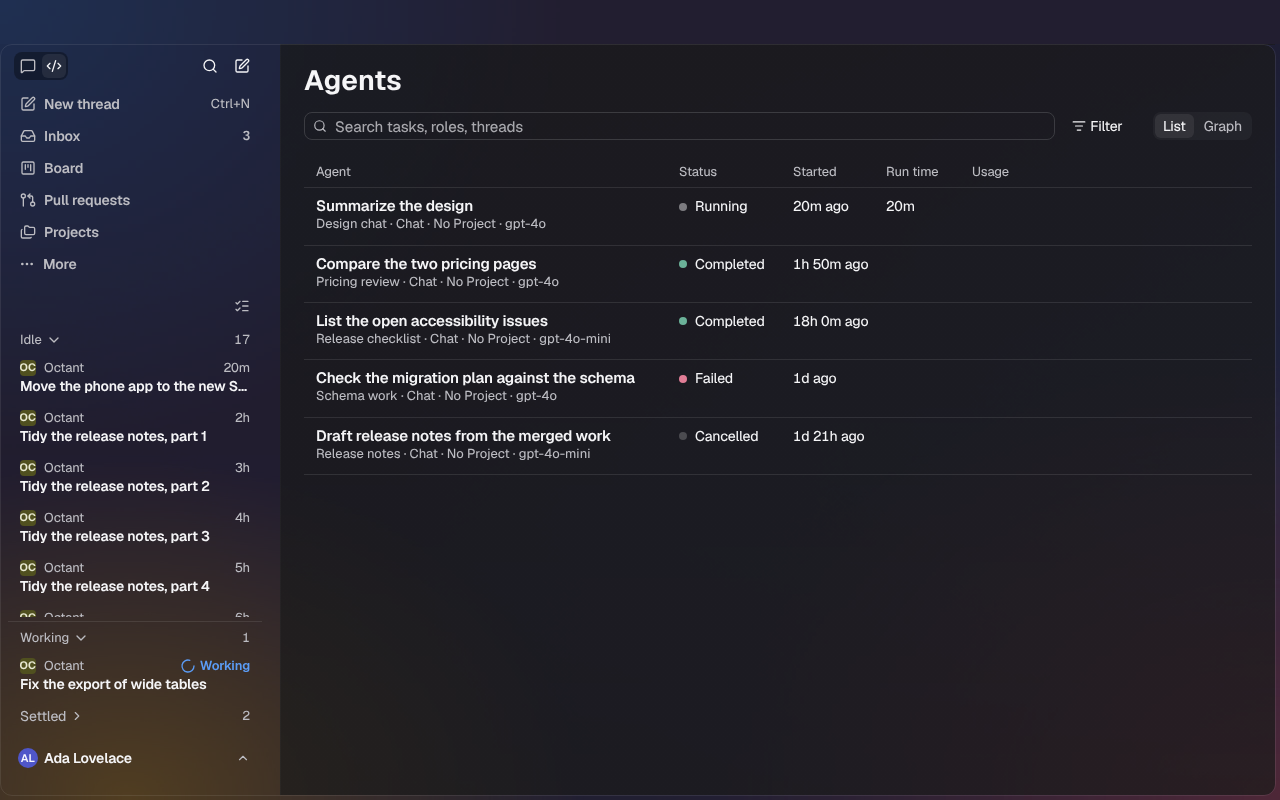 New thread Ctrl+N
Inbox 3
Board
Pull requests
Projects
More
Idle 17
OC Octant 20m
Move the phone app to the new S...
OC Octant 2h
Tidy the release notes, part 1
OC Octant 3h
Tidy the release notes, part 2
OC Octant 4h
Tidy the release notes, part 3
OC Octant 5h
Tidy the release notes, part 4
OC Octant 6h
Working 1
OC Octant Working
Fix the export of wide tables
Settled 2
AL Ada Lovelace
Agents
Search tasks, roles, threads
Filter
List Graph
Agent Status Started Run time Usage
Summarize the design Running 20m ago 20m
Design chat · Chat · No Project · gpt-4o
Compare the two pricing pages Completed 1h 50m ago
Pricing review · Chat · No Project · gpt-4o
List the open accessibility issues Completed 18h 0m ago
Release checklist · Chat · No Project · gpt-4o-mini
Check the migration plan against the schema Failed 1d ago
Schema work · Chat · No Project · gpt-4o
Draft release notes from the merged work Cancelled 1d 21h ago
Release notes · Chat · No Project · gpt-4o-mini